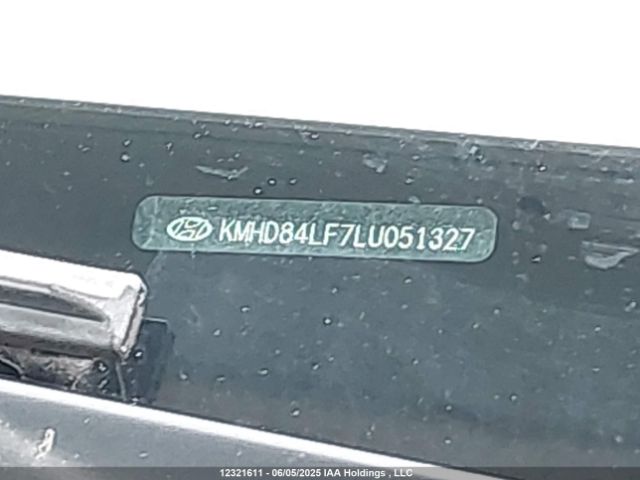 KMHD84LF7LU051327
12321611 - 06/05/2025 IAA Holdings , LLC